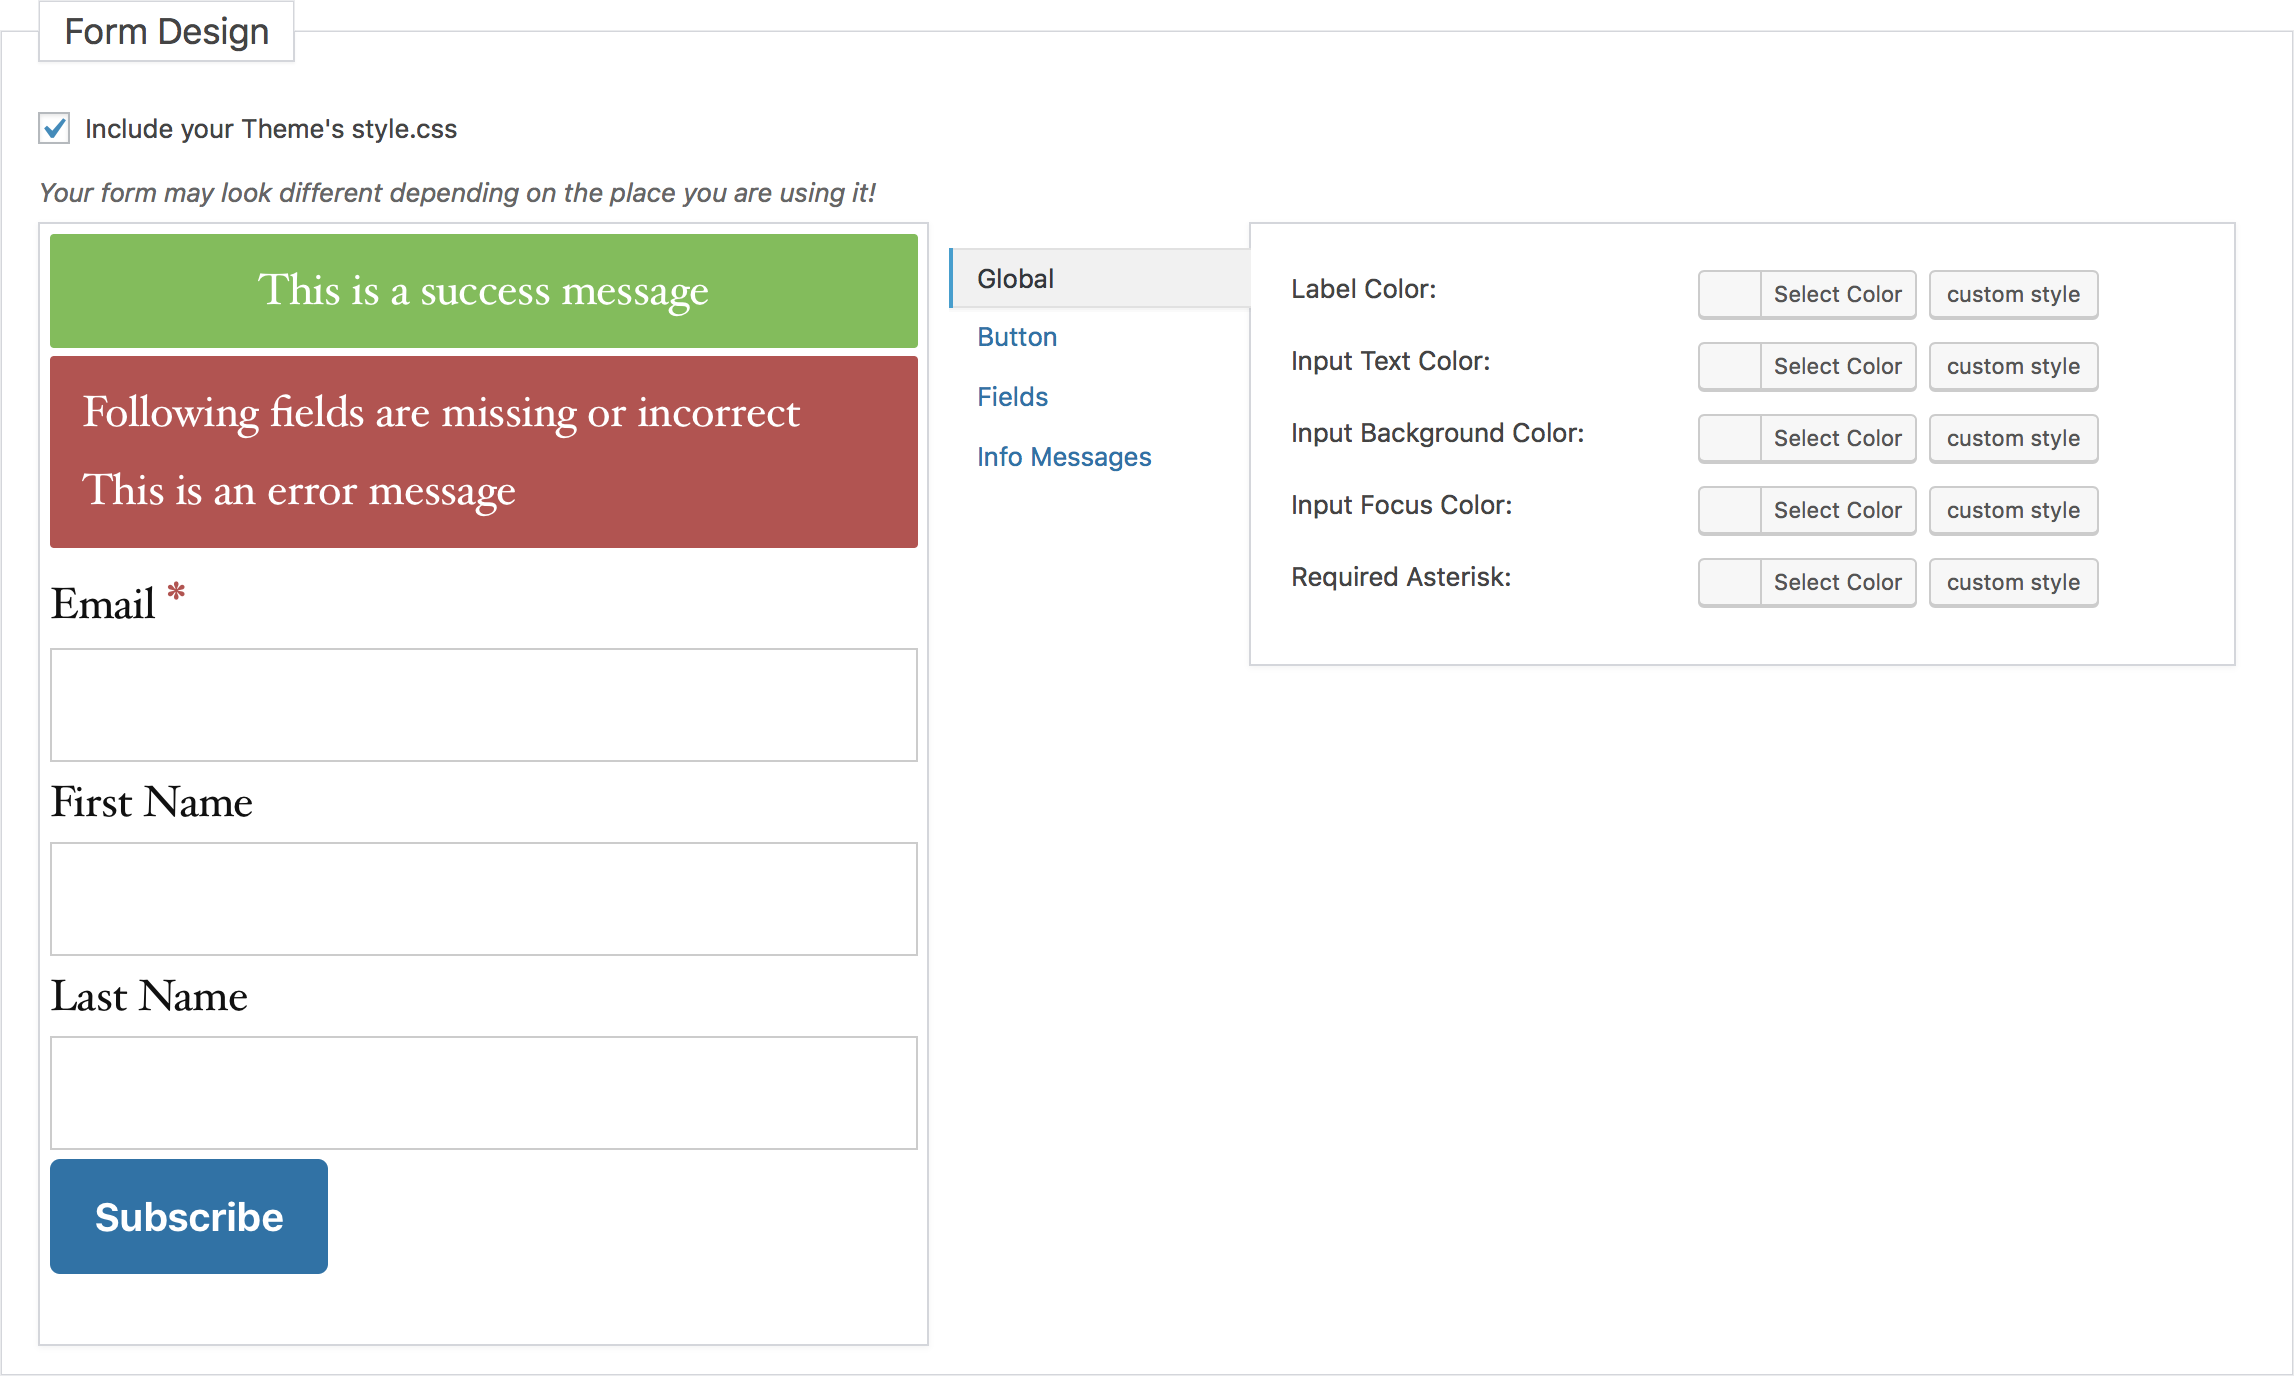 Form Design
Include your Theme's style.css
Your form may look different depending on the place you are using it!
This is a success message
Following fields are missing or incorrect
This is an error message
Email *
First Name
Last Name
Subscribe
Global
Button
Fields
Info Messages
Label Color: Select Color custom style
Input Text Color: Select Color custom style
Input Background Color: Select Color custom style
Input Focus Color: Select Color custom style
Required Asterisk: Select Color custom style